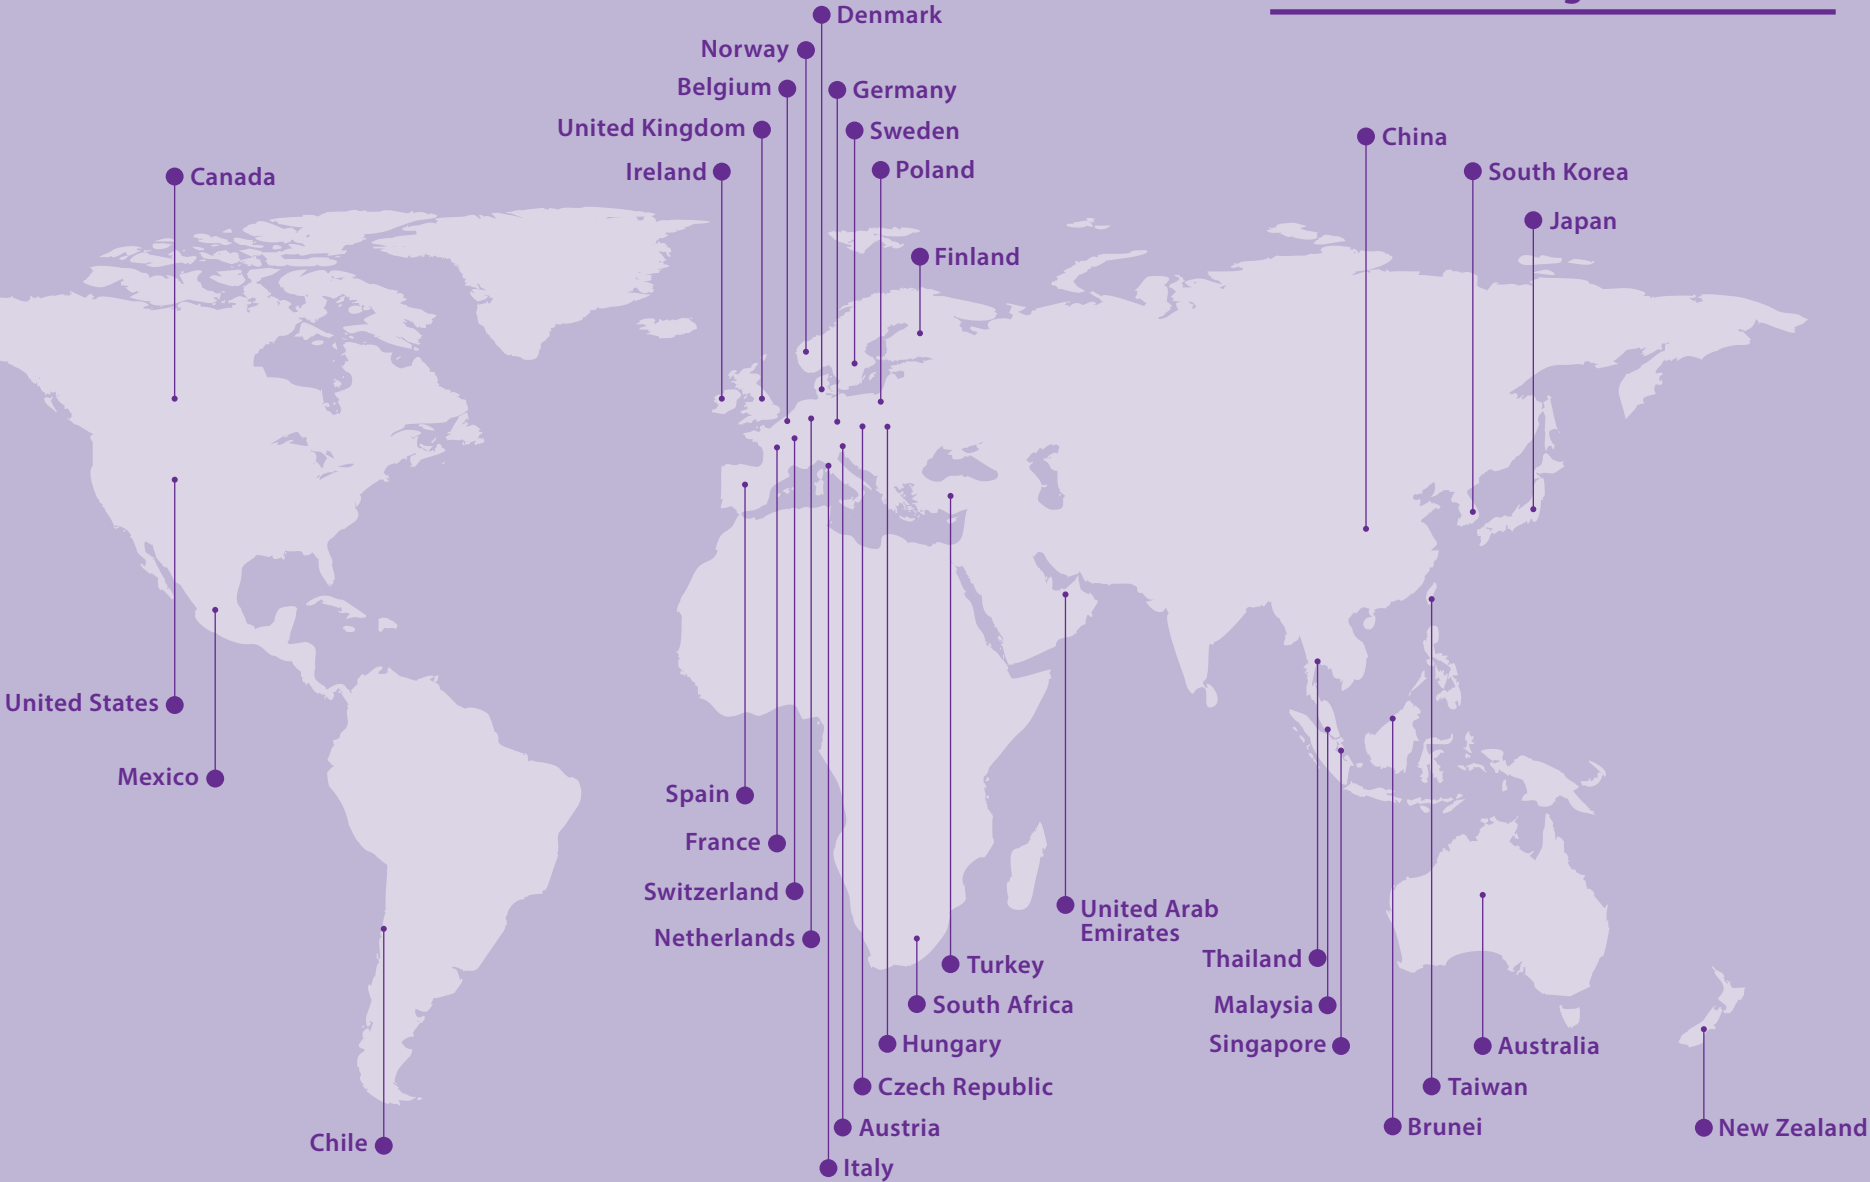 Denmark
Norway
Belgium
Germany
United Kingdom
Sweden
China
Ireland
Poland
South Korea
Canada
Japan
Finland
United States
Mexico
Spain
France
Switzerland
United Arab
Emirates
Netherlands
Thailand
Turkey
South Africa
Malaysia
Hungary
Singapore
Australia
Czech Republic
Taiwan
Austria
Brunei
New Zealand
Chile
Italy